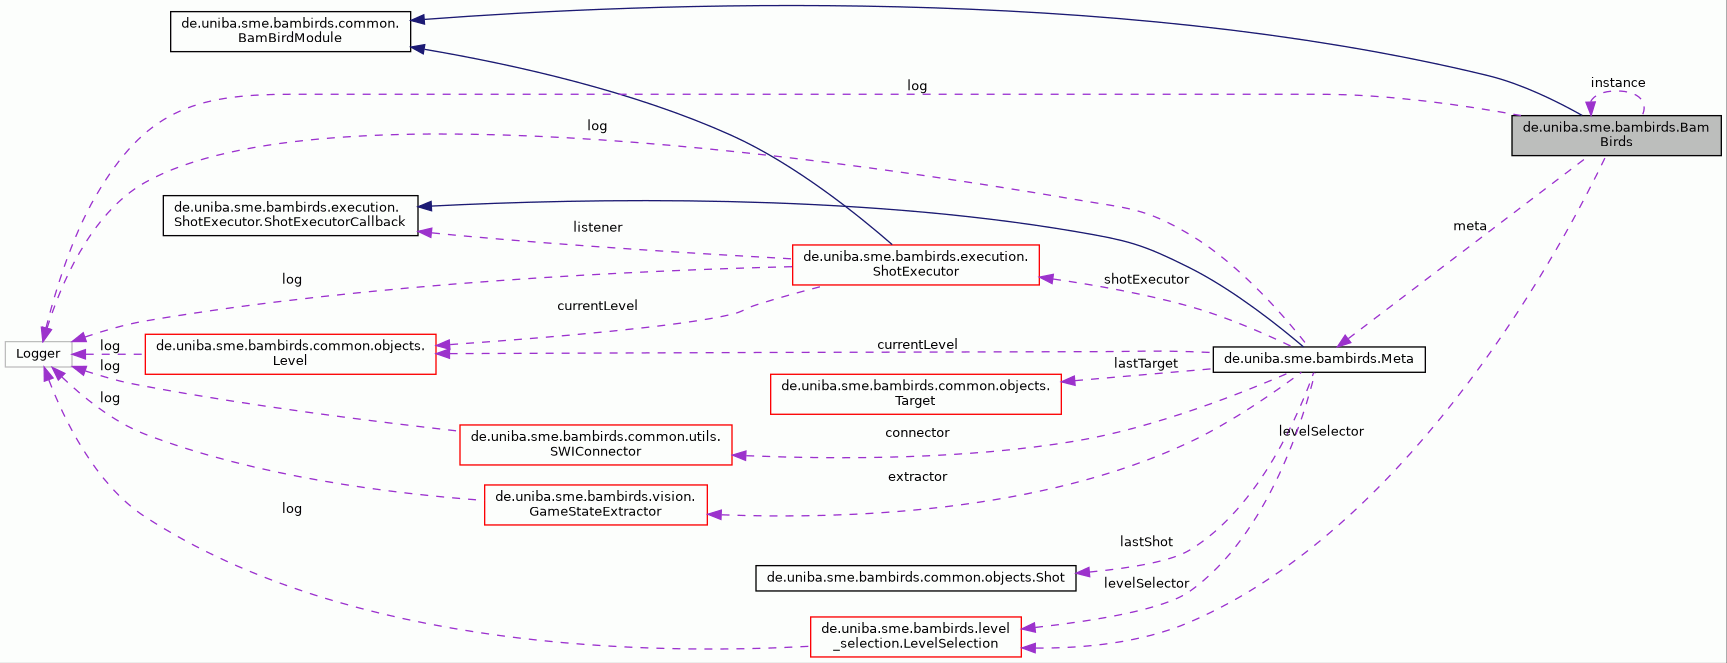 de.uniba.sme.bambirds.common.
BamBirdModule
instance
log
de.uniba.sme.bambirds.Bam
Birds
log
de.uniba.sme.bambirds.execution.
ShotExecutor.ShotExecutorCallback
listener
meta
de.uniba.sme.bambirds.execution.
ShotExecutor
log
shotExecutor
currentLevel
Logger
log
de.uniba.sme.bambirds.common.objects.
Level
currentLevel
de.uniba.sme.bambirds.Meta
log
lastTarget
de.uniba.sme.bambirds.common.objects.
Target
log
de.uniba.sme.bambirds.common.utils.
SWIConnector
connector
levelSelector
extractor
de.uniba.sme.bambirds.vision.
GameStateExtractor
log
lastShot
de.uniba.sme.bambirds.common.objects.Shot
levelSelector
de.uniba.sme.bambirds.level
_selection.LevelSelection